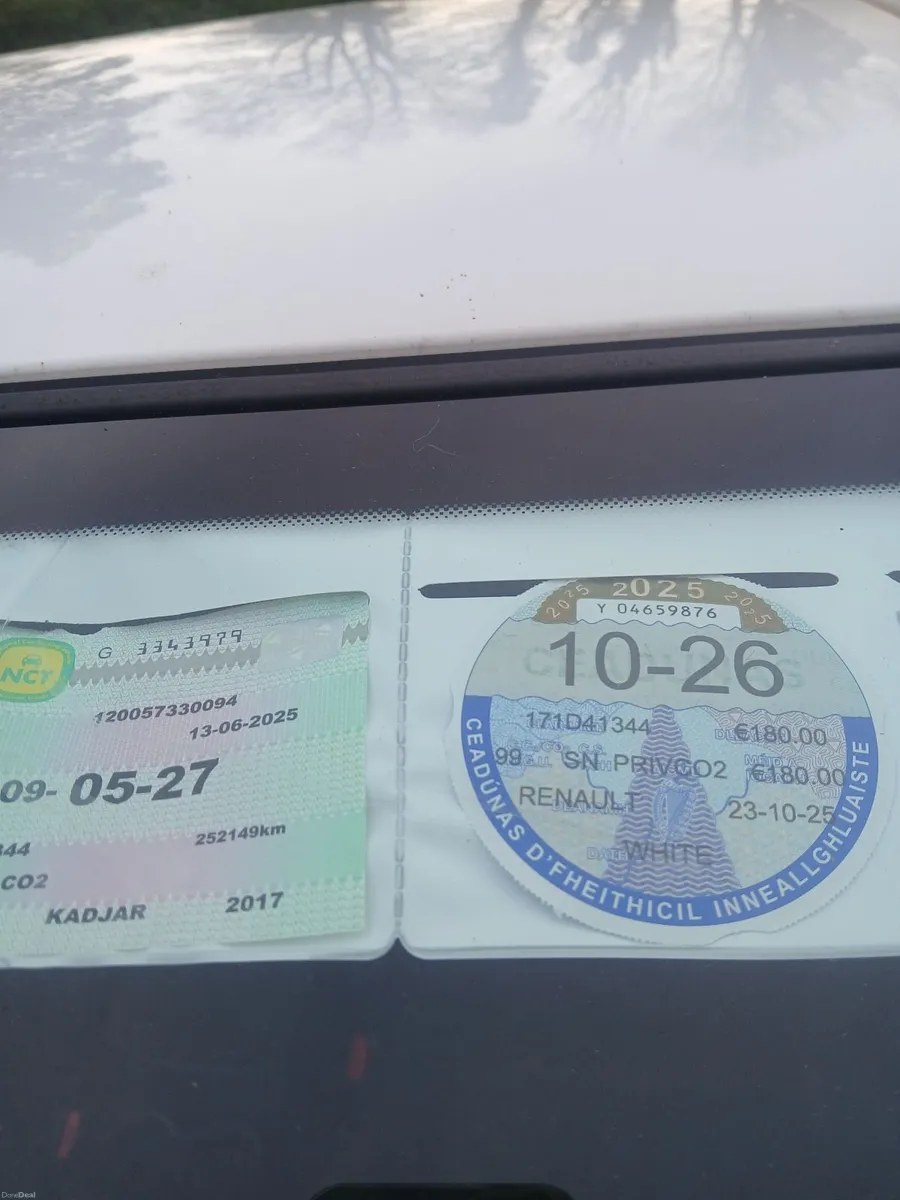 NCT
G 3343979
120057330094
13-06-2025
09- 05-27
252149km
344
CO2
KADJAR 2017
2025 2025 2025
Y 04659876
10-26
171D41344 €180.00
99 SN PRIVCO2 €180.00
RENAULT 23-10-25
WHITE
CEADÚNAS D'FHEITHICIL INNEALLGHLUAISTE
DoneDeal